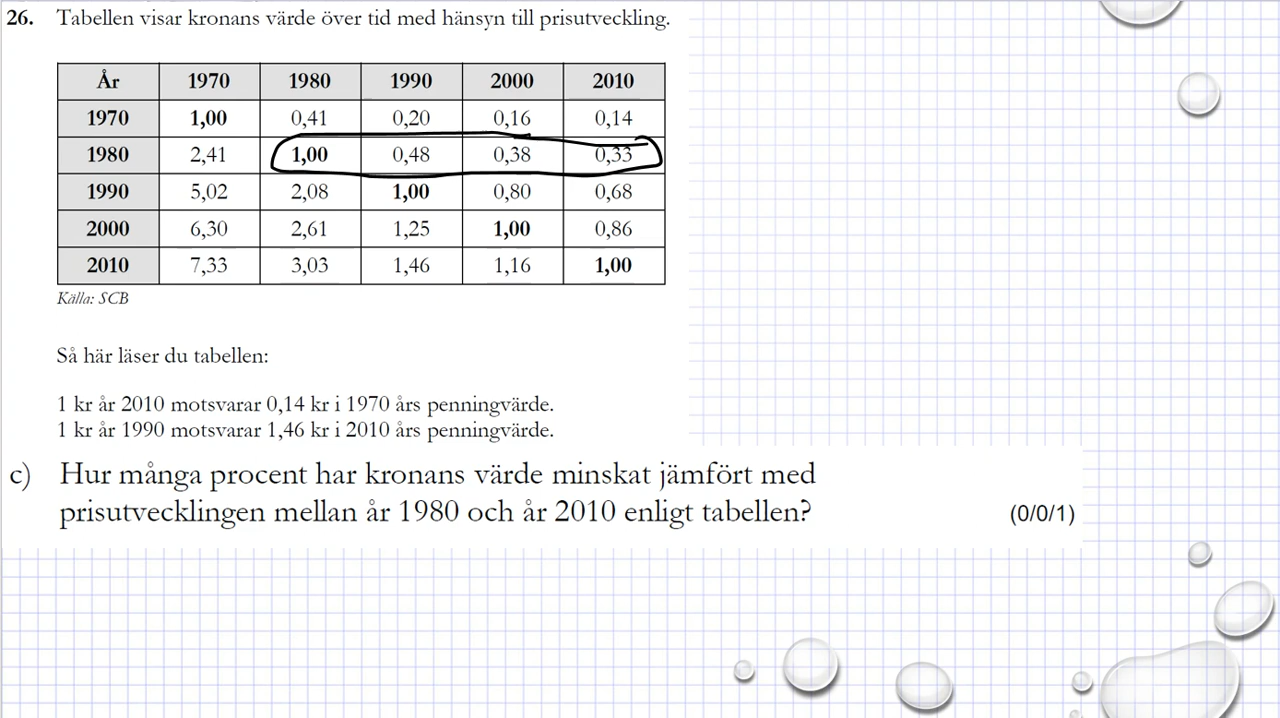 26. Tabellen visar kronans värde över tid med hänsyn till prisutveckling.
År 1970 1980 1990 2000 2010
1970 1,00 0,41 0,20 0,16 0,14
1980 2,41 1,00 0,48 0,38 0,33
1990 5,02 2,08 1,00 0,80 0,68
2000 6,30 2,61 1,25 1,00 0,86
2010 7,33 3,03 1,46 1,16 1,00
Källa: SCB
Så här läser du tabellen:
1 kr år 2010 motsvarar 0,14 kr i 1970 års penningvärde.
1 kr år 1990 motsvarar 1,46 kr i 2010 års penningvärde.
c) Hur många procent har kronans värde minskat jämfört med
prisutvecklingen mellan år 1980 och år 2010 enligt tabellen? (0/0/1)